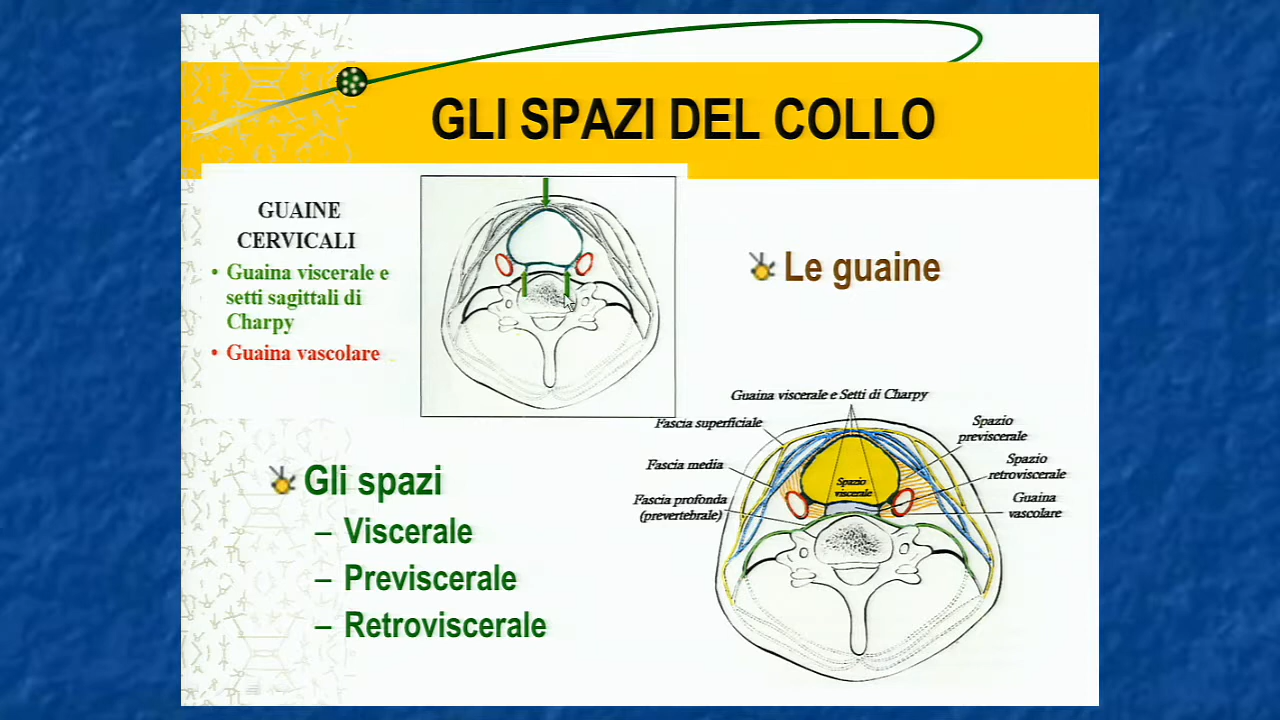 GLI SPAZI DEL COLLO
GUAINE
CERVICALI
• Guaina viscerale e
setti sagittali di
Charpy
• Guaina vascolare
Le guaine
Gli spazi
– Viscerale
– Previscerale
– Retroviscerale
Guaina viscerale e Setti di Charpy
Fascia superficiale
Fascia media
Fascia profonda
(prevertebrale)
Spazio
viscerale
Spazio
previscerale
Spazio
retroviscerale
Guaina
vascolare